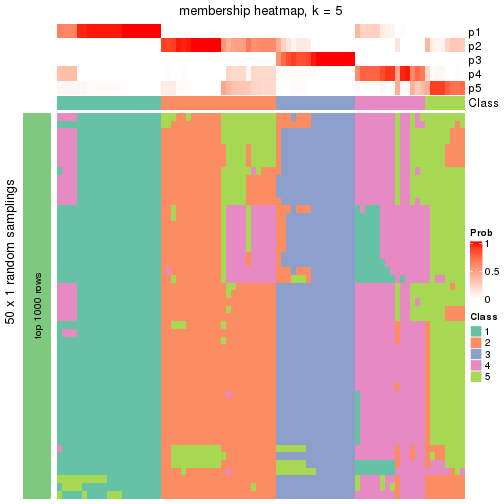 membership heatmap, k = 5
p1
p2
p3
p4
p5
Class
50 x 1 random samplings
top 1000 rows
Prob
1
0.5
0
Class
1
2
3
4
5